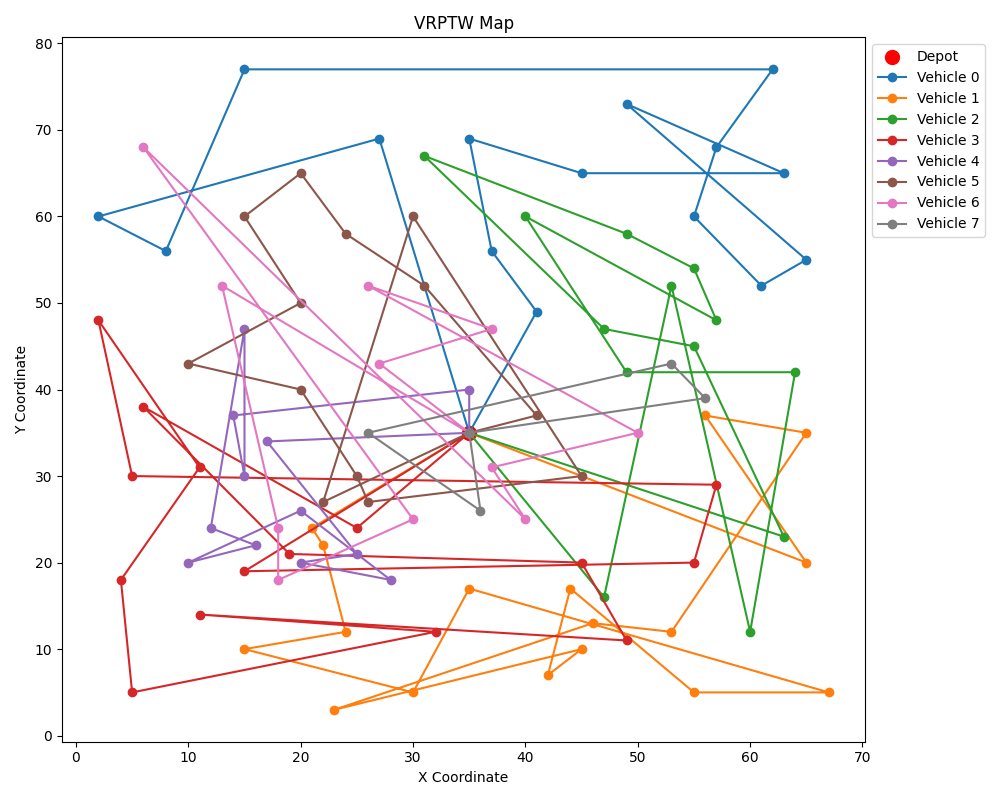 VRPTW Map
80
70
60
50
40
30
20
10
0
Y Coordinate
0 10 20 30 40 50 60 70
X Coordinate
Depot
Vehicle 0
Vehicle 1
Vehicle 2
Vehicle 3
Vehicle 4
Vehicle 5
Vehicle 6
Vehicle 7